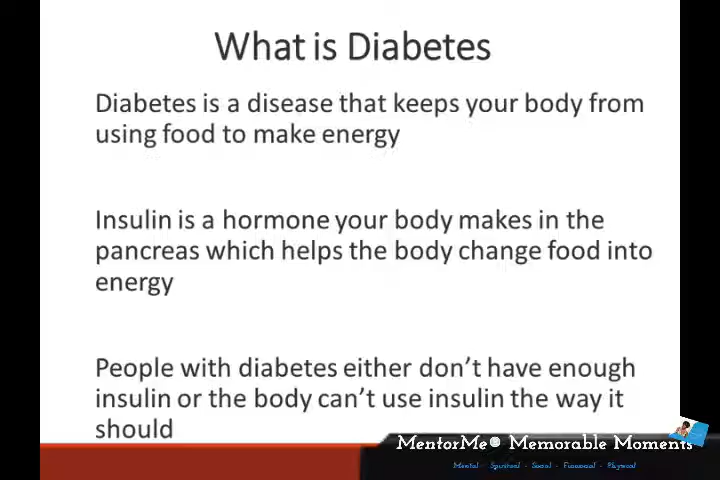 What is Diabetes
Diabetes is a disease that keeps your body from
using food to make energy
Insulin is a hormone your body makes in the
pancreas which helps the body change food into
energy
People with diabetes either don't have enough
insulin or the body can't use insulin the way it
should
MentorMe® Memorable Moments
Mental - Spiritual - Social - Financial - Physical